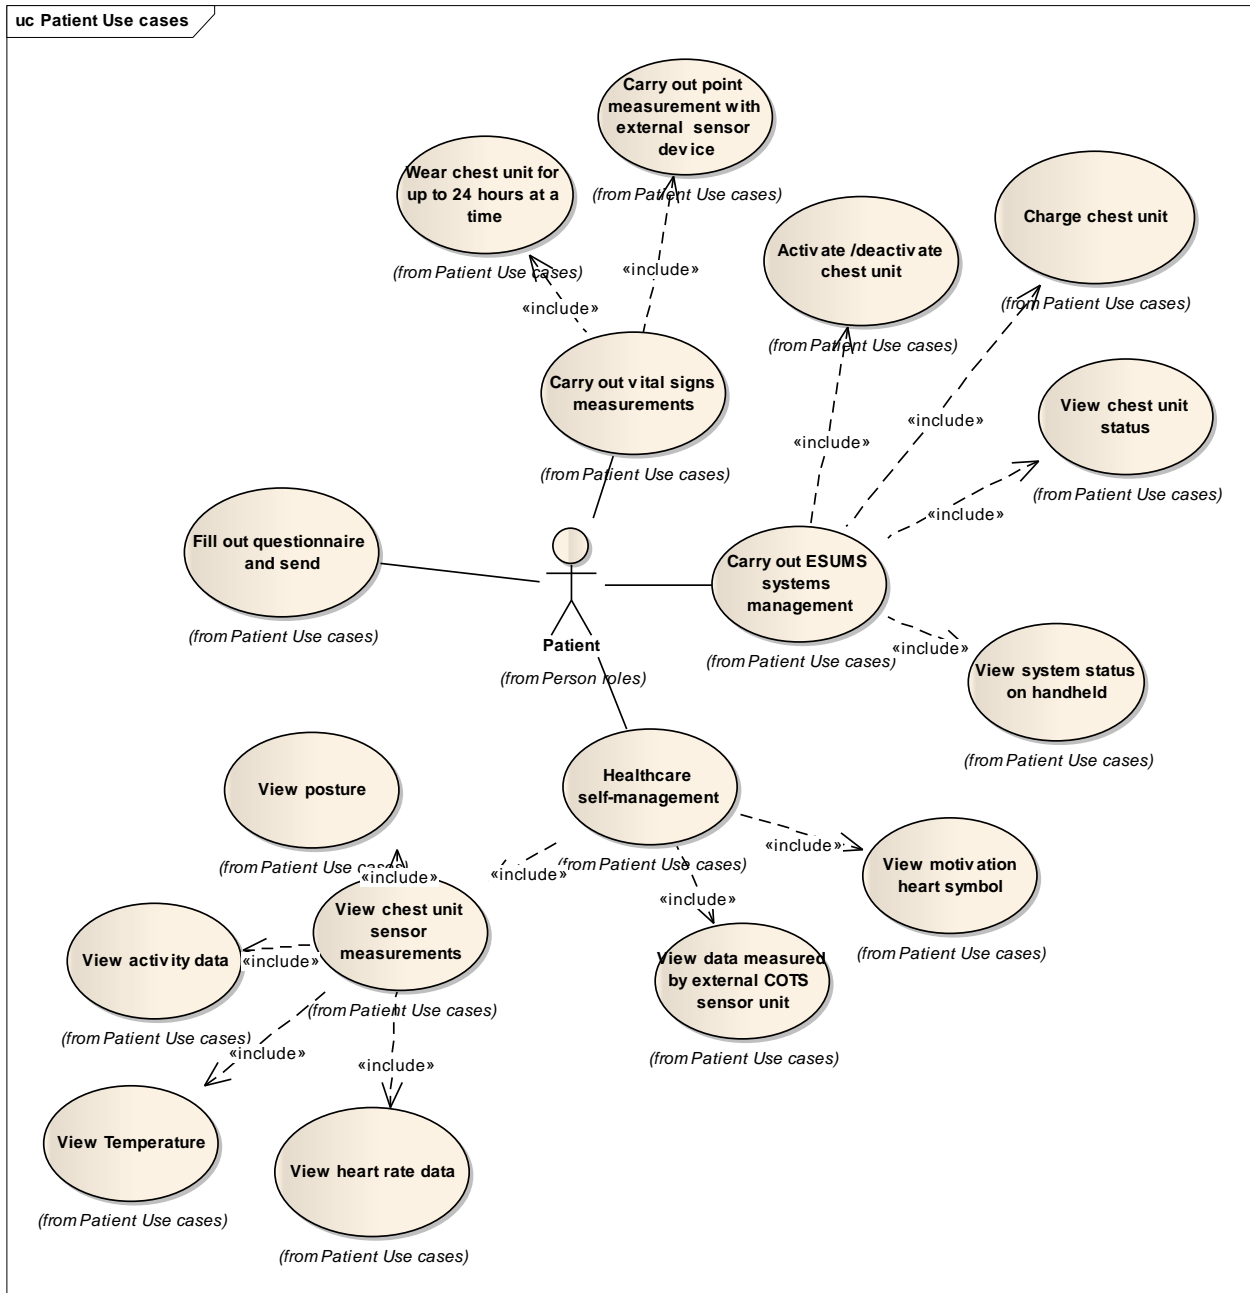 uc Patient Use cases
Carry out point
measurement with
external sensor
device
(from Patient Use cases)
Wear chest unit for
up to 24 hours at a
time
(from Patient Use cases)
Charge chest unit
(from Patient Use cases)
Activate /deactivate
chest unit
(from Patient Use cases)
«include»
«include»
Carry out vital signs
measurements
(from Patient Use cases)
View chest unit
status
(from Patient Use cases)
«include»
«include»
«include»
Fill out questionnaire
and send
(from Patient Use cases)
Carry out ESUMS
systems
management
(from Patient Use cases)
Patient
(from Person roles)
«include»
View system status
on handheld
(from Patient Use cases)
View posture
(from Patient Use cases)
Healthcare
self-management
(from Patient Use cases)
«include»
«include»
«include»
«include»
View motivation
heart symbol
(from Patient Use cases)
View chest unit
sensor
measurements
(from Patient Use cases)
View activity data
(from Patient Use cases)
«include»
View data measured
by external COTS
sensor unit
(from Patient Use cases)
«include»
«include»
View Temperature
(from Patient Use cases)
View heart rate data
(from Patient Use cases)